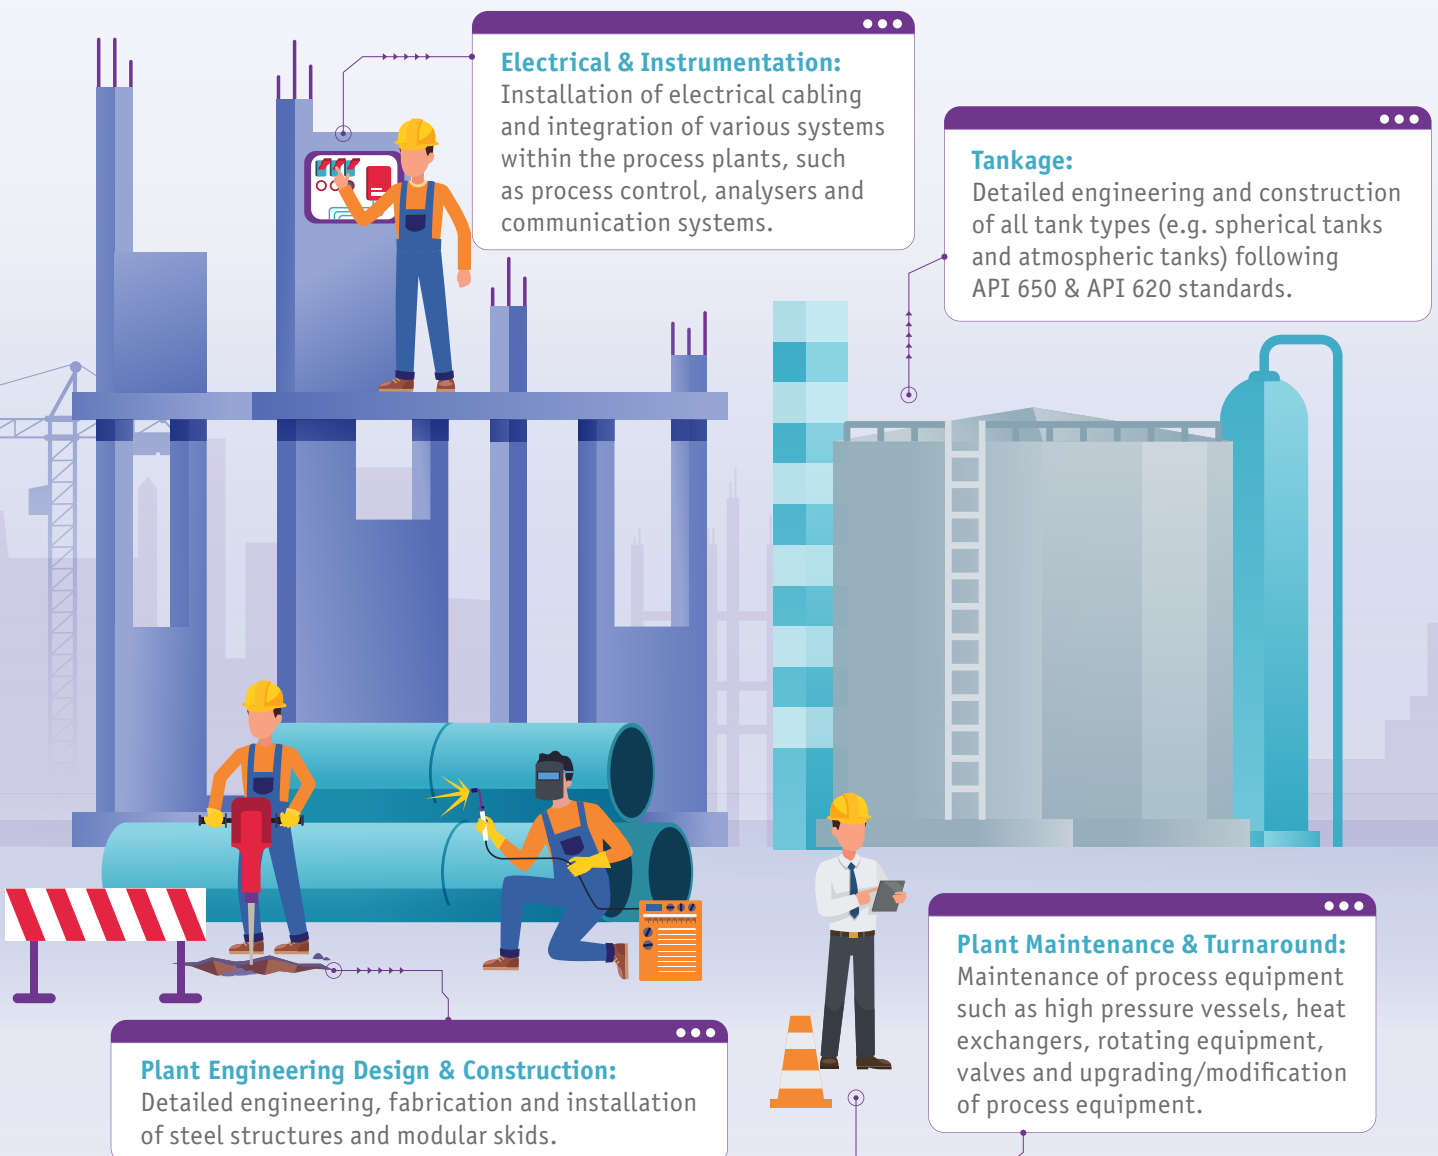 Electrical & Instrumentation:
Installation of electrical cabling
and integration of various systems
within the process plants, such
as process control, analysers and
communication systems.
Tankage:
Detailed engineering and construction
of all tank types (e.g. spherical tanks
and atmospheric tanks) following
API 650 & API 620 standards.
Plant Maintenance & Turnaround:
Maintenance of process equipment
such as high pressure vessels, heat
exchangers, rotating equipment,
valves and upgrading/modification
of process equipment.
Plant Engineering Design & Construction:
Detailed engineering, fabrication and installation
of steel structures and modular skids.